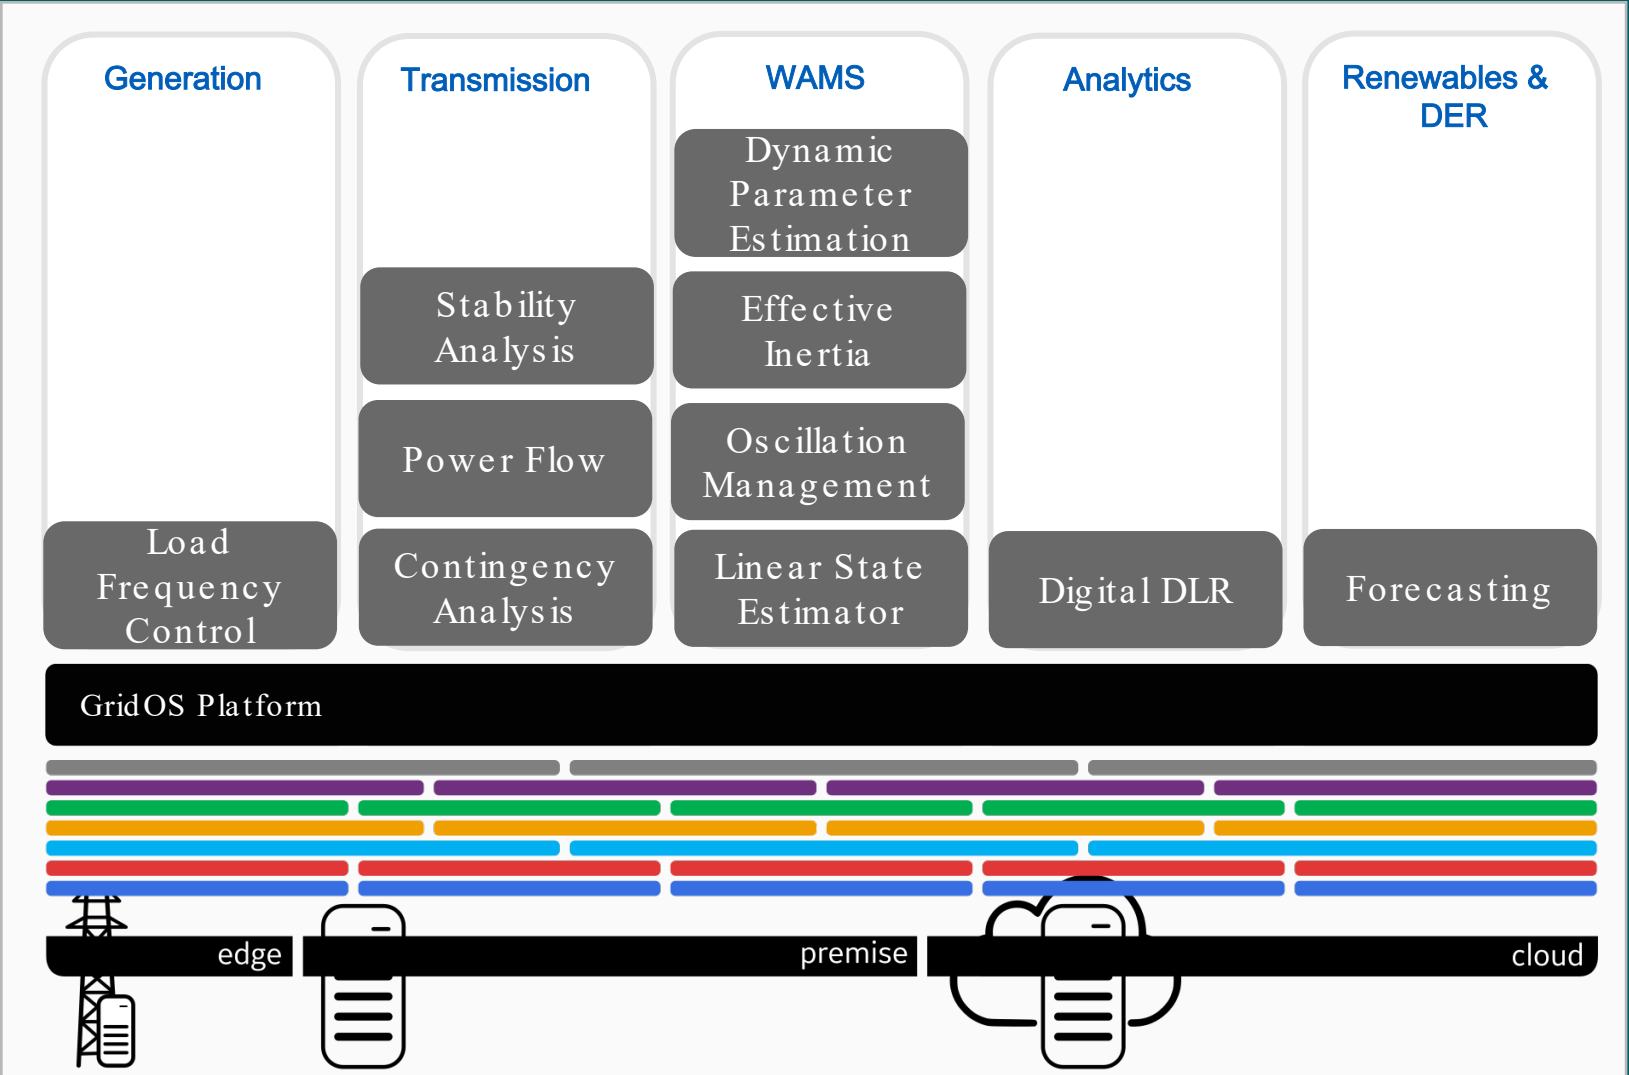 Generation
Transmission
WAMS
Analytics
Renewables &
DER
Dynamic
Parameter
Estimation
Stability
Analysis
Effective
Inertia
Power Flow
Oscillation
Management
Load
Frequency
Control
Contingency
Analysis
Linear State
Estimator
Digital DLR
Forecasting
GridOS Platform
edge
premise
cloud